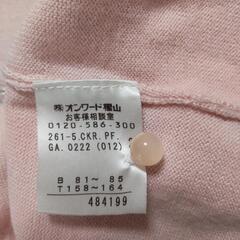 ㈱オンワード樫山
お客様相談室
0120-586-300
261-5.CKR.PF.
GA.0222 (012)
B 81～ 85
T158～164
484199